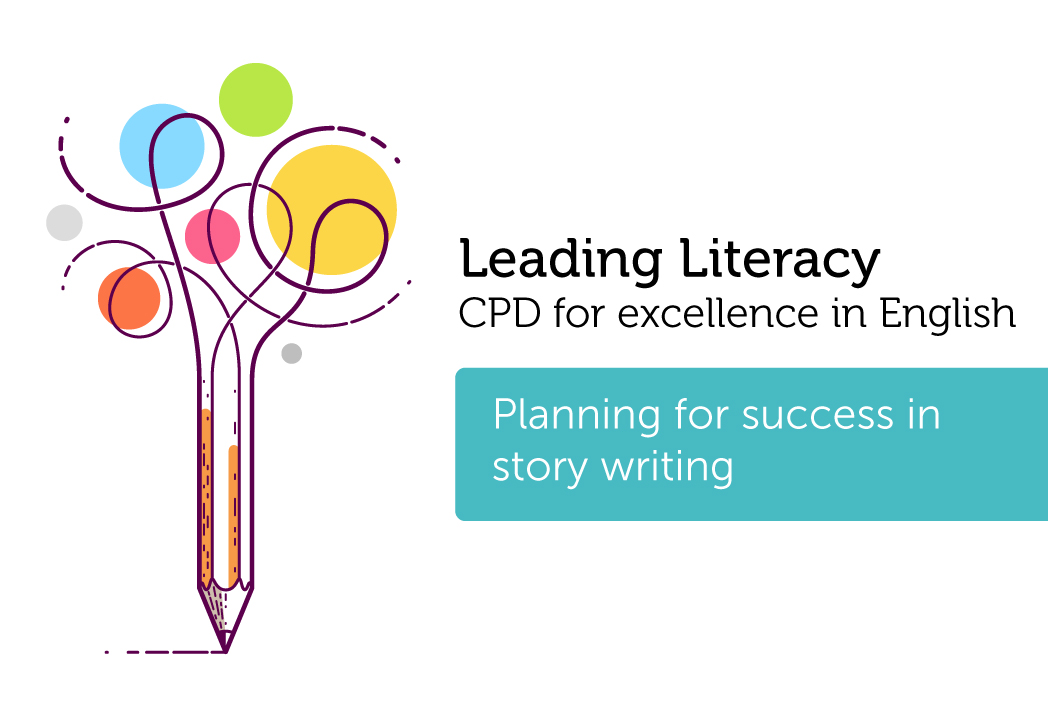 Leading Literacy
CPD for excellence in English
Planning for success in
story writing